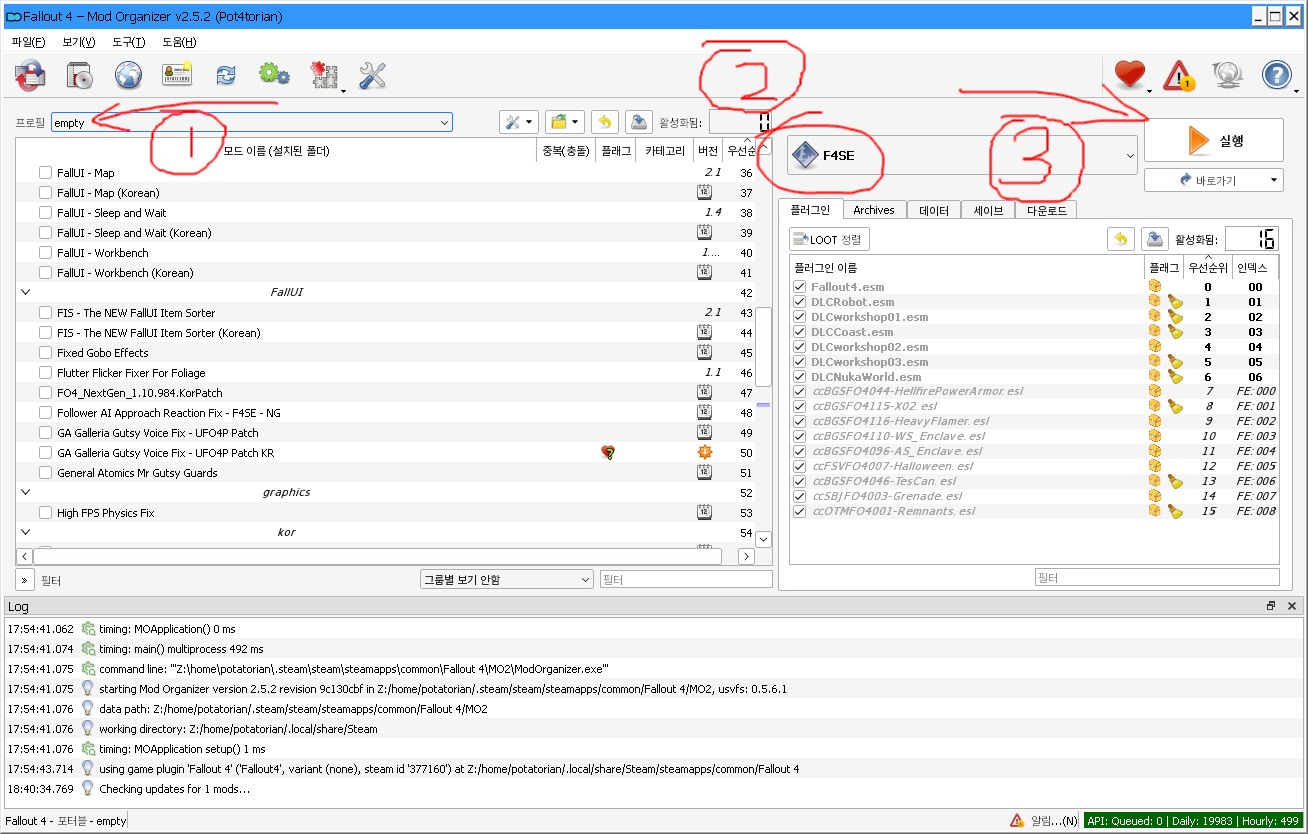 Fallout 4 – Mod Organizer v2.5.2 (Pot4torian)
파일(F) 보기(V) 도구(T) 도움(H)
2
프로필 empty 활성화됨: 0
1
3
F4SE
실행
바로가기
모드 이름 (설치된 폴더) 중복(충돌) 플래그 카테고리 버전 우선순
FallUI - Map 2.1 36
FallUI - Map (Korean) 37
FallUI - Sleep and Wait 1.4 38
FallUI - Sleep and Wait (Korean) 39
FallUI - Workbench 1.... 40
FallUI - Workbench (Korean) 41
FallUI 42
FIS - The NEW FallUI Item Sorter 2.1 43
FIS - The NEW FallUI Item Sorter (Korean) 44
Fixed Gobo Effects 45
Flutter Flicker Fixer For Foliage 1.1 46
FO4_NextGen_1.10.984.KorPatch 47
Follower AI Approach Reaction Fix - F4SE - NG 48
GA Galleria Gutsy Voice Fix - UFO4P Patch 49
GA Galleria Gutsy Voice Fix - UFO4P Patch KR 50
General Atomics Mr Gutsy Guards 51
graphics 52
High FPS Physics Fix 53
kor 54
» 필터 그룹별 보기 안함 필터
플러그인 Archives 데이터 세이브 다운로드
LOOT 정렬 활성화됨: 16
플러그인 이름 플래그 우선순위 인덱스
Fallout4.esm 0 00
DLCRobot.esm 1 01
DLCworkshop01.esm 2 02
DLCCoast.esm 3 03
DLCworkshop02.esm 4 04
DLCworkshop03.esm 5 05
DLCNukaWorld.esm 6 06
ccBGSFO4044-HellfirePowerArmor.esl 7 FE:000
ccBGSFO4115-X02.esl 8 FE:001
ccBGSFO4116-HeavyFlamer.esl 9 FE:002
ccBGSFO4110-WS_Enclave.esl 10 FE:003
ccBGSFO4096-AS_Enclave.esl 11 FE:004
ccFSVFO4007-Halloween.esl 12 FE:005
ccBGSFO4046-TesCan.esl 13 FE:006
ccSBJFO4003-Grenade.esl 14 FE:007
ccOTMFO4001-Remnants.esl 15 FE:008
필터
Log
17:54:41.062 timing: MOApplication() 0 ms
17:54:41.074 timing: main() multiprocess 492 ms
17:54:41.075 command line: '"Z:\home\potatorian\.steam\steam\steamapps\common\Fallout 4\MO2\ModOrganizer.exe"'
17:54:41.075 starting Mod Organizer version 2.5.2 revision 9c130cbf in Z:/home/potatorian/.steam/steam/steamapps/common/Fallout 4/MO2, usvfs: 0.5.6.1
17:54:41.076 data path: Z:/home/potatorian/.steam/steam/steamapps/common/Fallout 4/MO2
17:54:41.076 working directory: Z:/home/potatorian/.local/share/Steam
17:54:41.076 timing: MOApplication setup() 1 ms
17:54:43.714 using game plugin 'Fallout 4' ('Fallout4', variant (none), steam id '377160') at Z:/home/potatorian/.local/share/Steam/steamapps/common/Fallout 4
18:40:34.769 Checking updates for 1 mods...
Fallout 4 - 포터블 - empty 알림...(N) API: Queued: 0 | Daily: 19983 | Hourly: 499